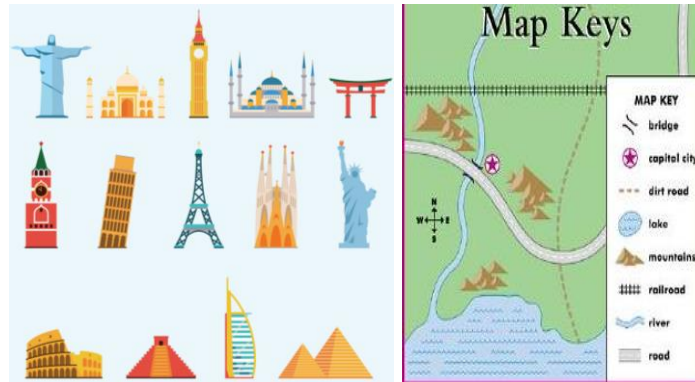 Map Keys
MAP KEY
bridge
capital city
dirt road
lake
mountains
railroad
river
road
N
W E
S